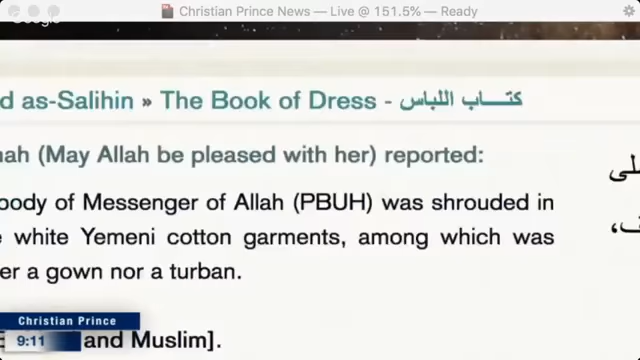 Christian Prince News — Live @ 151.5% — Ready
Google
d as-Salihin » The Book of Dress - كتاب اللباس
nah (May Allah be pleased with her) reported:
body of Messenger of Allah (PBUH) was shrouded in
e white Yemeni cotton garments, among which was
er a gown nor a turban.
Christian Prince
9:11
and Muslim].